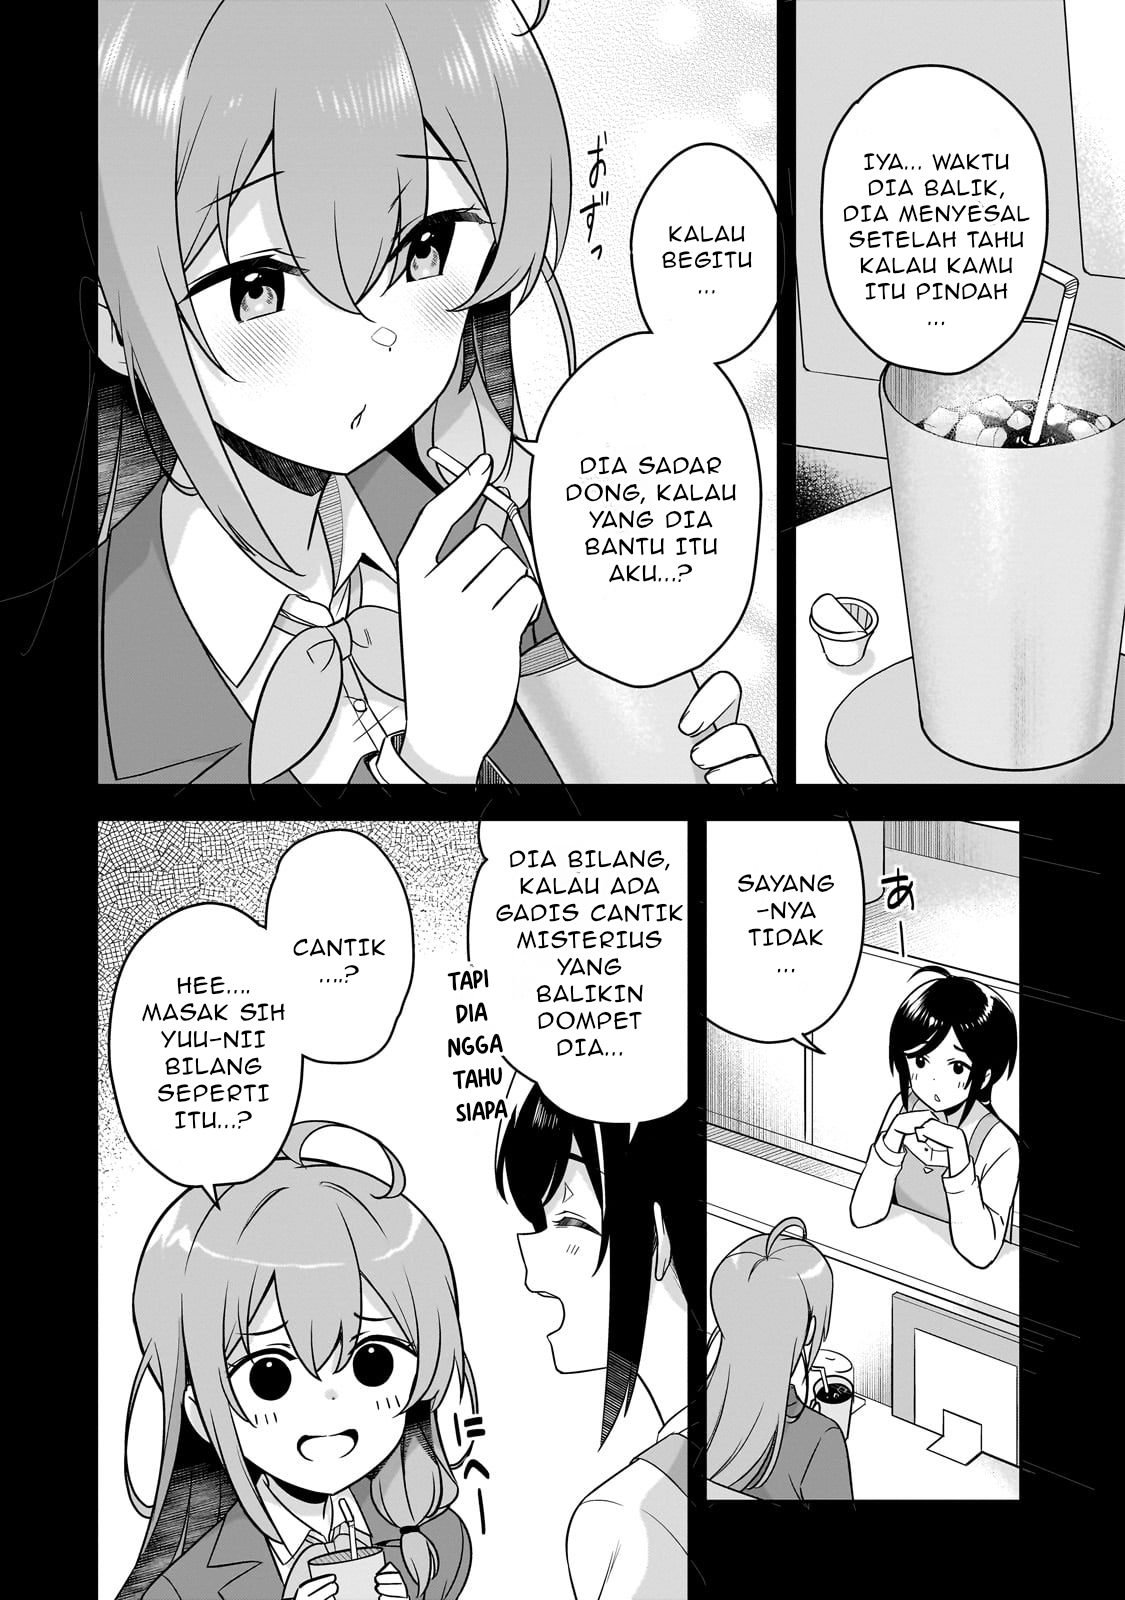 IYA... WAKTU
DIA BALIK,
DIA MENYESAL
SETELAH TAHU
KALAU KAMU
ITU PINDAH
...
KALAU
BEGITU
...
おずっ
DIA SADAR
DONG, KALAU
YANG DIA
BANTU ITU
AKU...?
SAYANG
-NYA
TIDAK
...
あー
DIA BILANG,
KALAU ADA
GADIS CANTIK
MISTERIUS
YANG
BALIKIN
DOMPET
DIA...
TAPI
DIA
NGGA
TAHU
SIAPA
CANTIK
....?
HEE....
MASAK SIH
YUU-NII
BILANG
SEPERTI
ITU...?
にへー